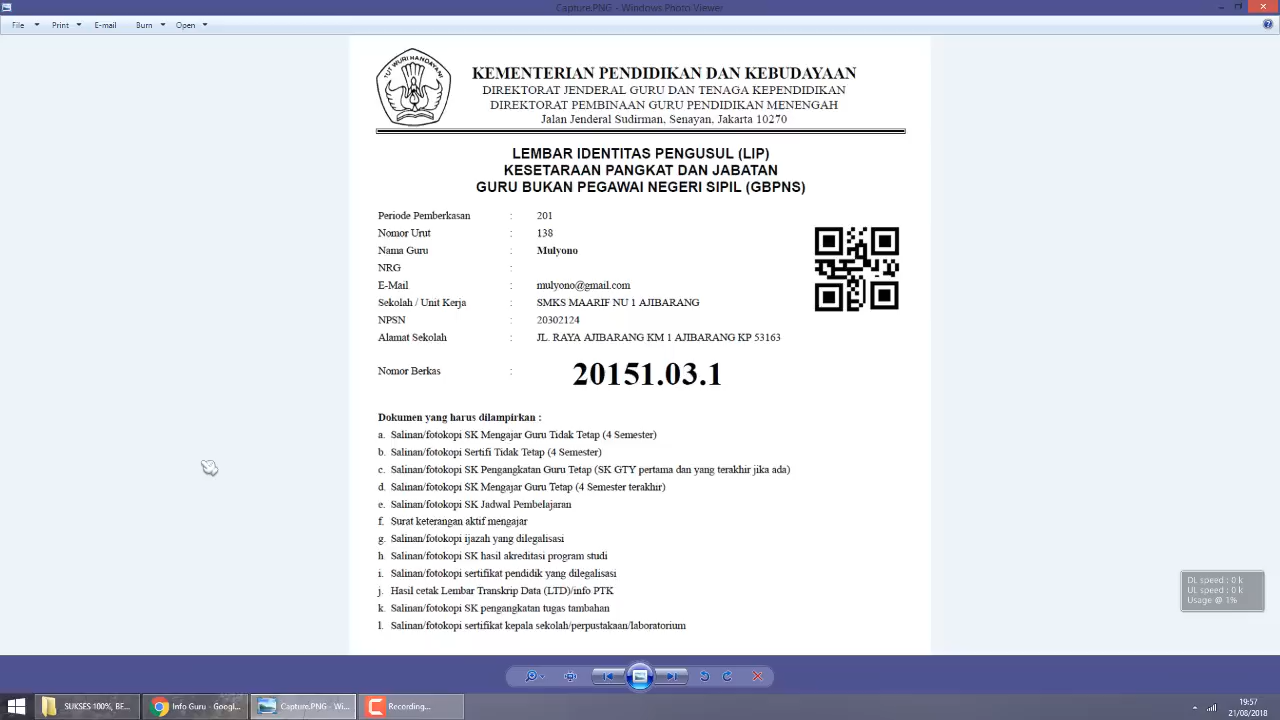 Capture.PNG - Windows Photo Viewer
File Print E-mail Burn Open
TUT WURI HANDAYANI
KEMENTERIAN PENDIDIKAN DAN KEBUDAYAAN
DIREKTORAT JENDERAL GURU DAN TENAGA KEPENDIDIKAN
DIREKTORAT PEMBINAAN GURU PENDIDIKAN MENENGAH
Jalan Jenderal Sudirman, Senayan, Jakarta 10270
LEMBAR IDENTITAS PENGUSUL (LIP)
KESETARAAN PANGKAT DAN JABATAN
GURU BUKAN PEGAWAI NEGERI SIPIL (GBPNS)
Periode Pemberkasan : 201
Nomor Urut : 138
Nama Guru : Mulyono
NRG :
E-Mail : mulyono@gmail.com
Sekolah / Unit Kerja : SMKS MAARIF NU 1 AJIBARANG
NPSN : 20302124
Alamat Sekolah : JL. RAYA AJIBARANG KM 1 AJIBARANG KP 53163
Nomor Berkas : 20151.03.1
Dokumen yang harus dilampirkan :
a. Salinan/fotokopi SK Mengajar Guru Tidak Tetap (4 Semester)
b. Salinan/fotokopi Sertifi Tidak Tetap (4 Semester)
c. Salinan/fotokopi SK Pengangkatan Guru Tetap (SK GTY pertama dan yang terakhir jika ada)
d. Salinan/fotokopi SK Mengajar Guru Tetap (4 Semester terakhir)
e. Salinan/fotokopi SK Jadwal Pembelajaran
f. Surat keterangan aktif mengajar
g. Salinan/fotokopi ijazah yang dilegalisasi
h. Salinan/fotokopi SK hasil akreditasi program studi
i. Salinan/fotokopi sertifikat pendidik yang dilegalisasi
j. Hasil cetak Lembar Transkrip Data (LTD)/info PTK
k. Salinan/fotokopi SK pengangkatan tugas tambahan
l. Salinan/fotokopi sertifikat kepala sekolah/perpustakaan/laboratorium
DL speed : 0 k
UL speed : 0 k
Usage @ 1%
SUKSES 100%, BE... Info Guru - Googl... Capture.PNG - Wi... Recording...
19:57
21/08/2018